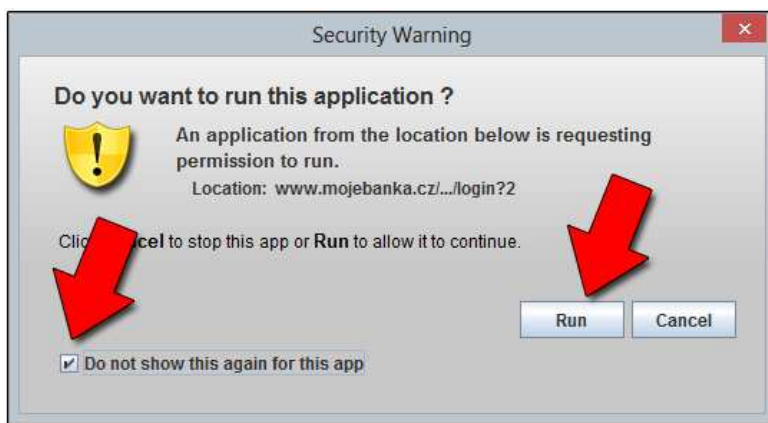 Security Warning
Do you want to run this application ?
An application from the location below is requesting
permission to run.
Location: www.mojebanka.cz/.../login?2
to stop this app or Run to allow it to continue.
Run Cancel
Do not show this again for this app